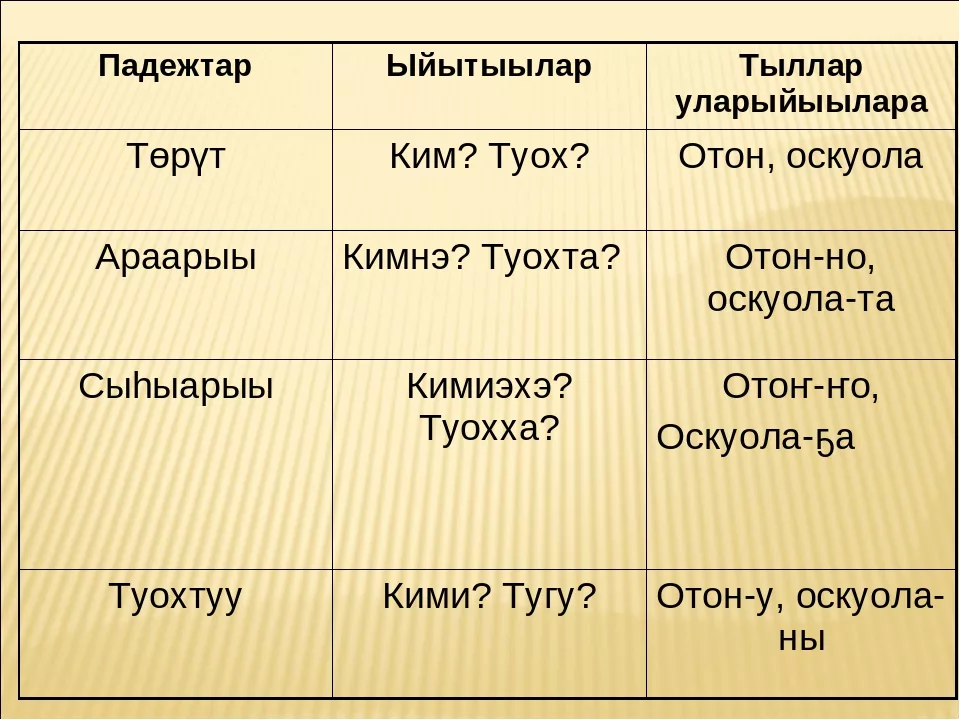 Падежтар Ыйытыылар Тыллар
уларыйыылара
Төрүт Ким? Туох? Отон, оскуола
Араарыы Кимнэ? Туохта? Отон-но,
оскуола-та
Сыһыарыы Кимиэхэ? Отоҥ-ҥо,
Туохха? Оскуола-ҕа
Туохтуу Кими? Тугу? Отон-у, оскуола-
ны